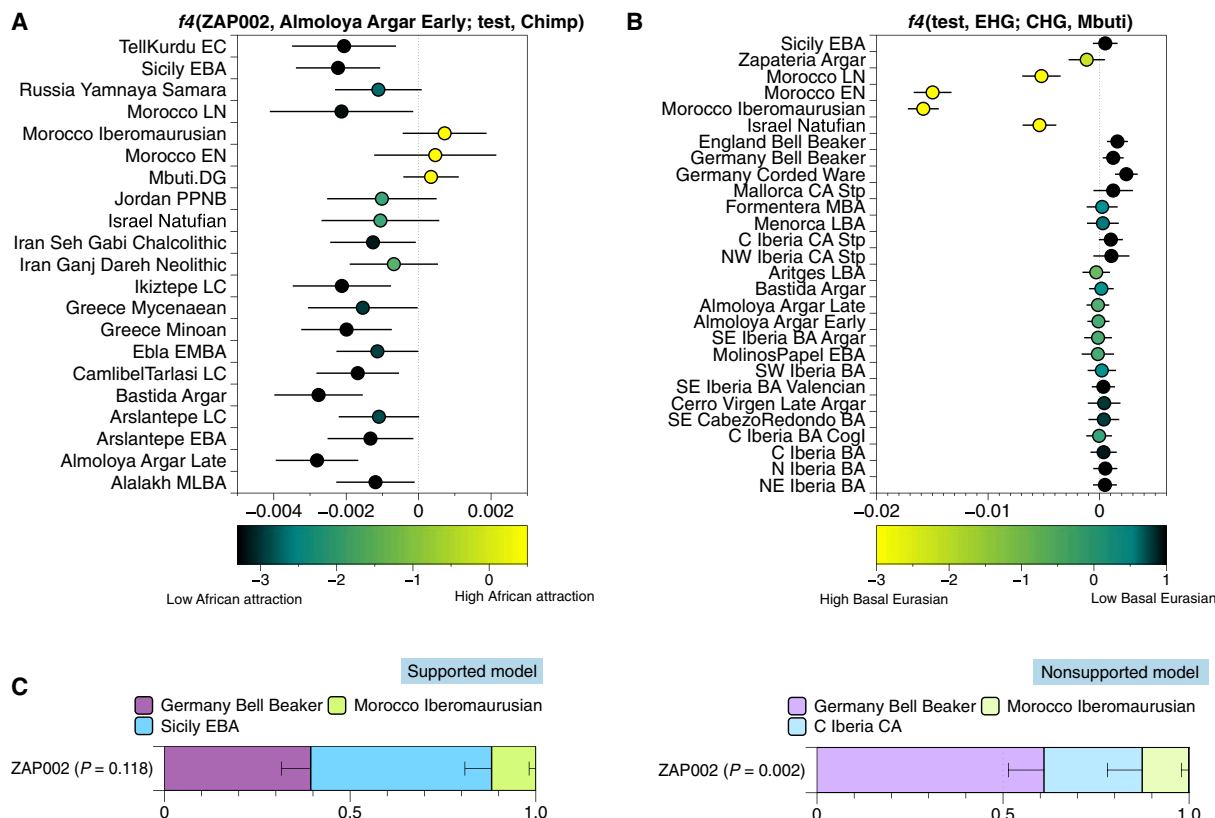 A
f4(ZAP002, Almoloya Argar Early; test, Chimp)
TellKurdu EC
Sicily EBA
Russia Yamnaya Samara
Morocco LN
Morocco Iberomaurusian
Morocco EN
Mbuti.DG
Jordan PPNB
Israel Natufian
Iran Seh Gabi Chalcolithic
Iran Ganj Dareh Neolithic
Ikiztepe LC
Greece Mycenaean
Greece Minoan
Ebla EMBA
CamlibelTarlasi LC
Bastida Argar
Arslantepe LC
Arslantepe EBA
Almoloya Argar Late
Alalakh MLBA
−0.004 −0.002 0 0.002
−3 −2 −1 0
Low African attraction High African attraction
B
f4(test, EHG; CHG, Mbuti)
Sicily EBA
Zapateria Argar
Morocco LN
Morocco EN
Morocco Iberomaurusian
Israel Natufian
England Bell Beaker
Germany Bell Beaker
Germany Corded Ware
Mallorca CA Stp
Formentera MBA
Menorca LBA
C Iberia CA Stp
NW Iberia CA Stp
Aritges LBA
Bastida Argar
Almoloya Argar Late
Almoloya Argar Early
SE Iberia BA Argar
MolinosPapel EBA
SW Iberia BA
SE Iberia BA Valencian
Cerro Virgen Late Argar
SE CabezoRedondo BA
C Iberia BA CogI
C Iberia BA
N Iberia BA
NE Iberia BA
−0.02 −0.01 0
−3 −2 −1 0 1
High Basal Eurasian Low Basal Eurasian
C
Supported model
Germany Bell Beaker Morocco Iberomaurusian
Sicily EBA
ZAP002 (P = 0.118)
0 0.5 1.0
Nonsupported model
Germany Bell Beaker Morocco Iberomaurusian
C Iberia CA
ZAP002 (P = 0.002)
0 0.5 1.0